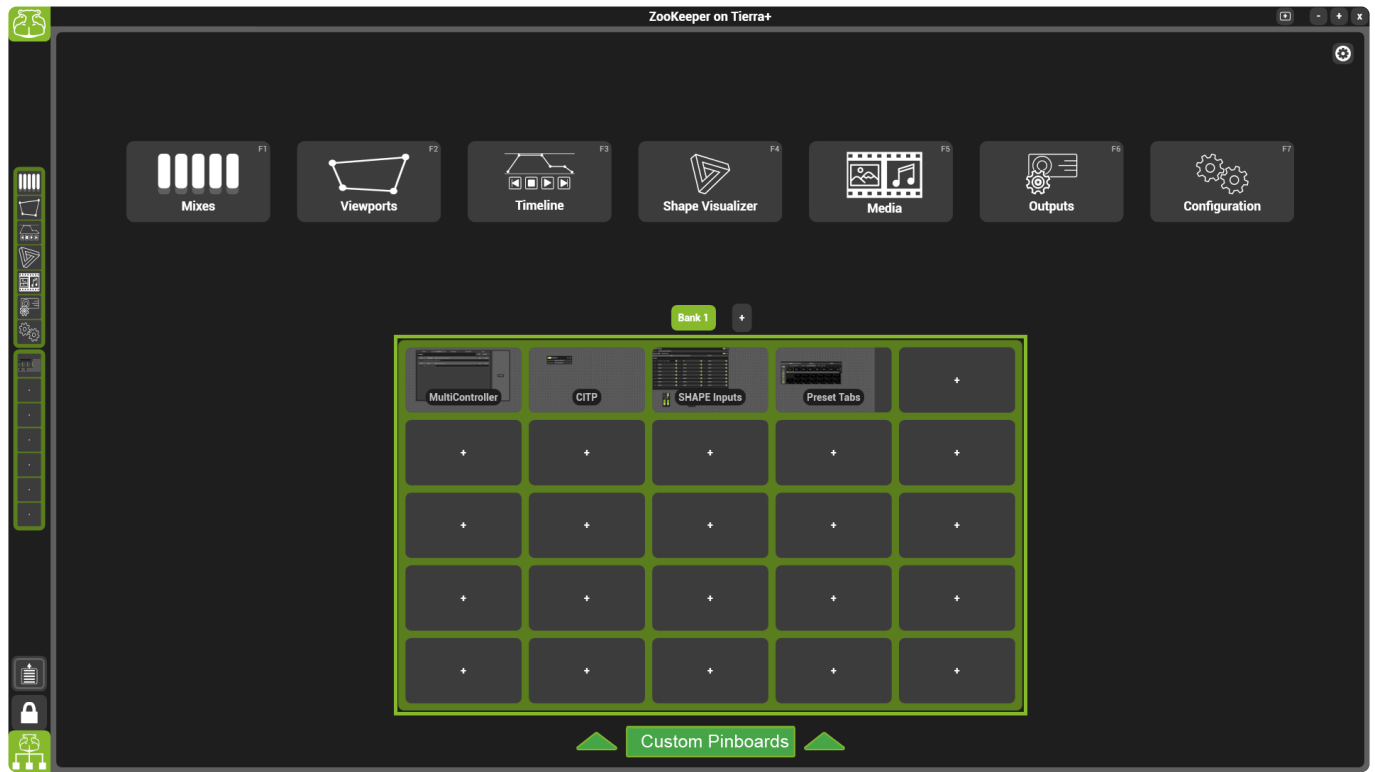 ZooKeeper on Tierra+
- + x
F1 F2 F3 F4 F5 F6 F7
Mixes Viewports Timeline Shape Visualizer Media Outputs Configuration
Bank 1 +
MultiController CITP SHAPE Inputs Preset Tabs +
+ + + + +
+ + + + +
+ + + + +
+ + + + +
Custom Pinboards